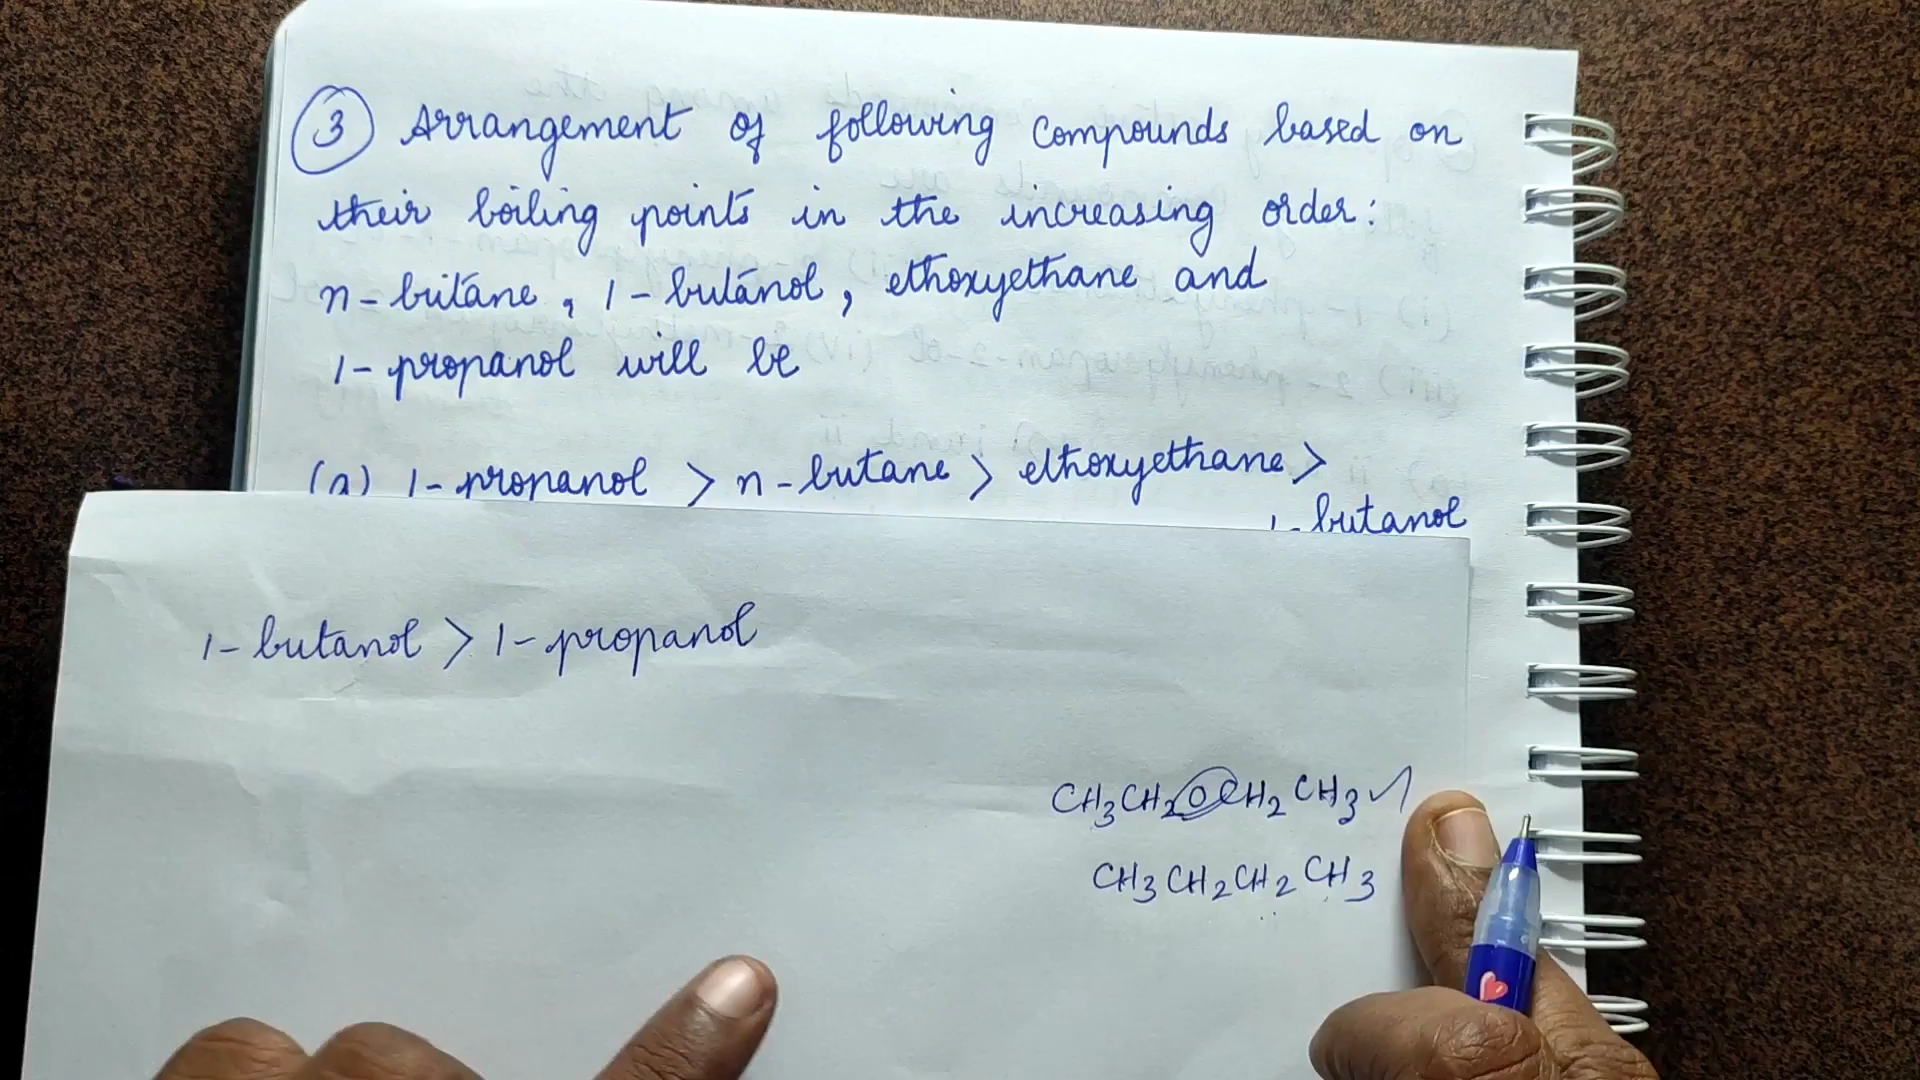 3 Arrangement of following compounds based on
their boiling points in the increasing order:
n-butane, 1-butanol, ethoxyethane and
1-propanol will be
(a) 1-propanol > n-butane > ethoxyethane >
1-butanol
1-butanol > 1-propanol
CH3CH2OCH2CH3 ✓
CH3CH2CH2CH3